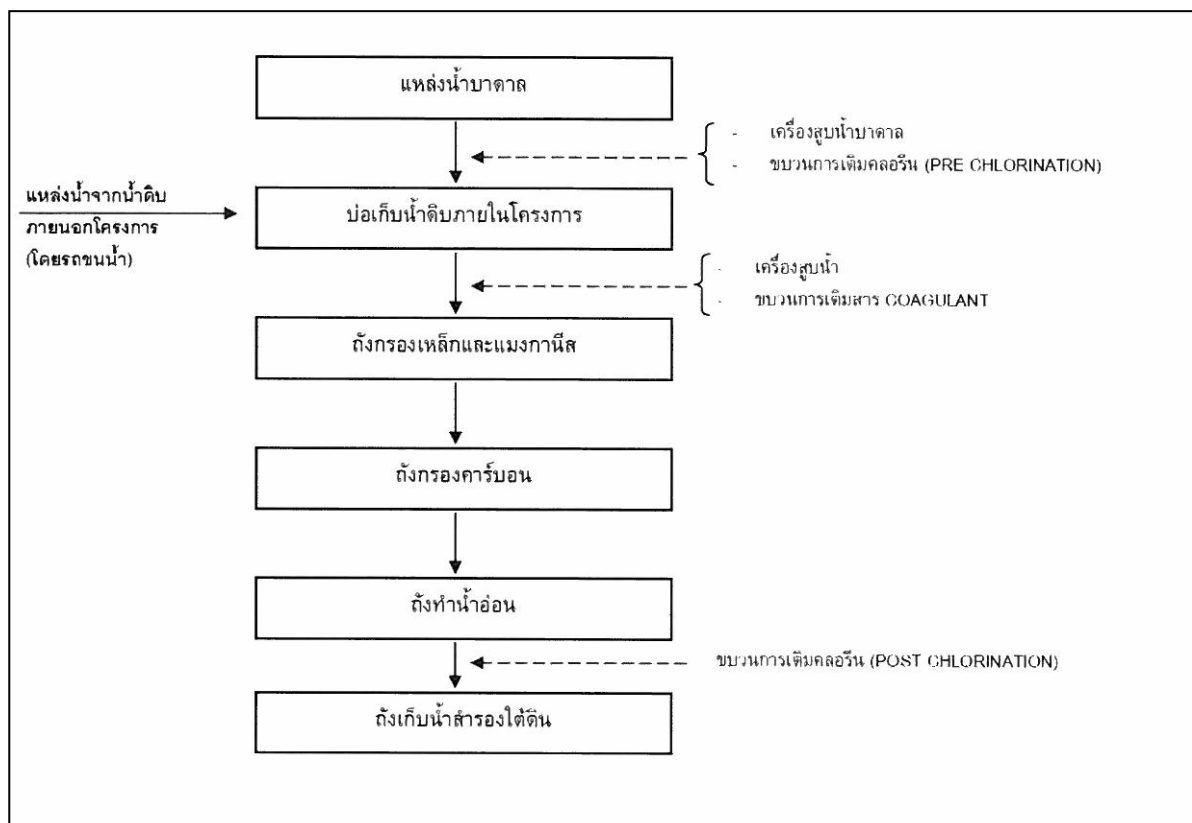 แหล่งน้ำบาดาล
- เครื่องสูบน้ำบาดาล
- ขบวนการเติมคลอรีน (PRE CHLORINATION)
แหล่งน้ำจากน้ำดิบ
ภายนอกโครงการ
(โดยรถขนน้ำ)
บ่อเก็บน้ำดิบภายในโครงการ
- เครื่องสูบน้ำ
- ขบวนการเติมสาร COAGULANT
ถังกรองเหล็กและแมงกานีส
ถังกรองคาร์บอน
ถังทำน้ำอ่อน
ขบวนการเติมคลอรีน (POST CHLORINATION)
ถังเก็บน้ำสำรองใต้ดิน